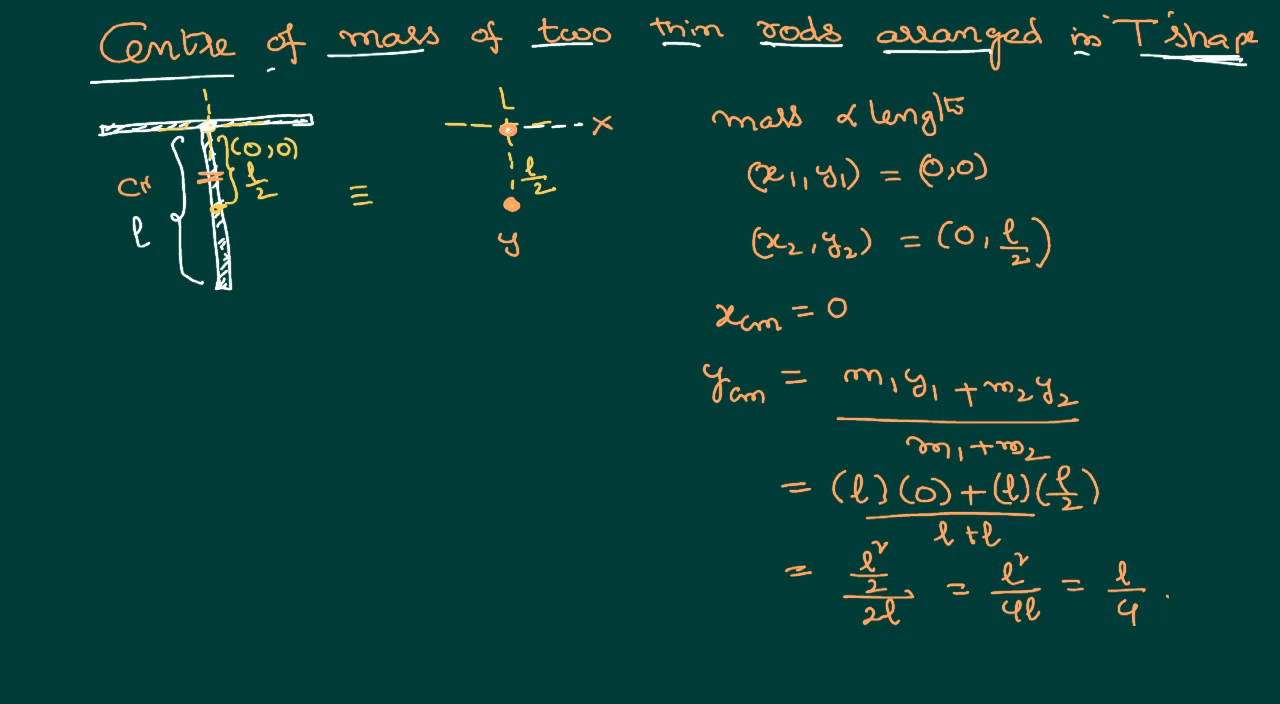 Centre of mass of two thin rods arranged in 'T' shape
(0,0)
l/2
cm
l
≡
L
x
l/2
y
mass ∝ length
(x₁, y₁) = (0,0)
(x₂, y₂) = (0, l/2)
xcm = 0
ycm = (m₁y₁ + m₂y₂)/(m₁ + m₂)
= ((l)(0) + (l)(l/2))/(l + l)
= (l²/2)/(2l) = l²/4l = l/4 .